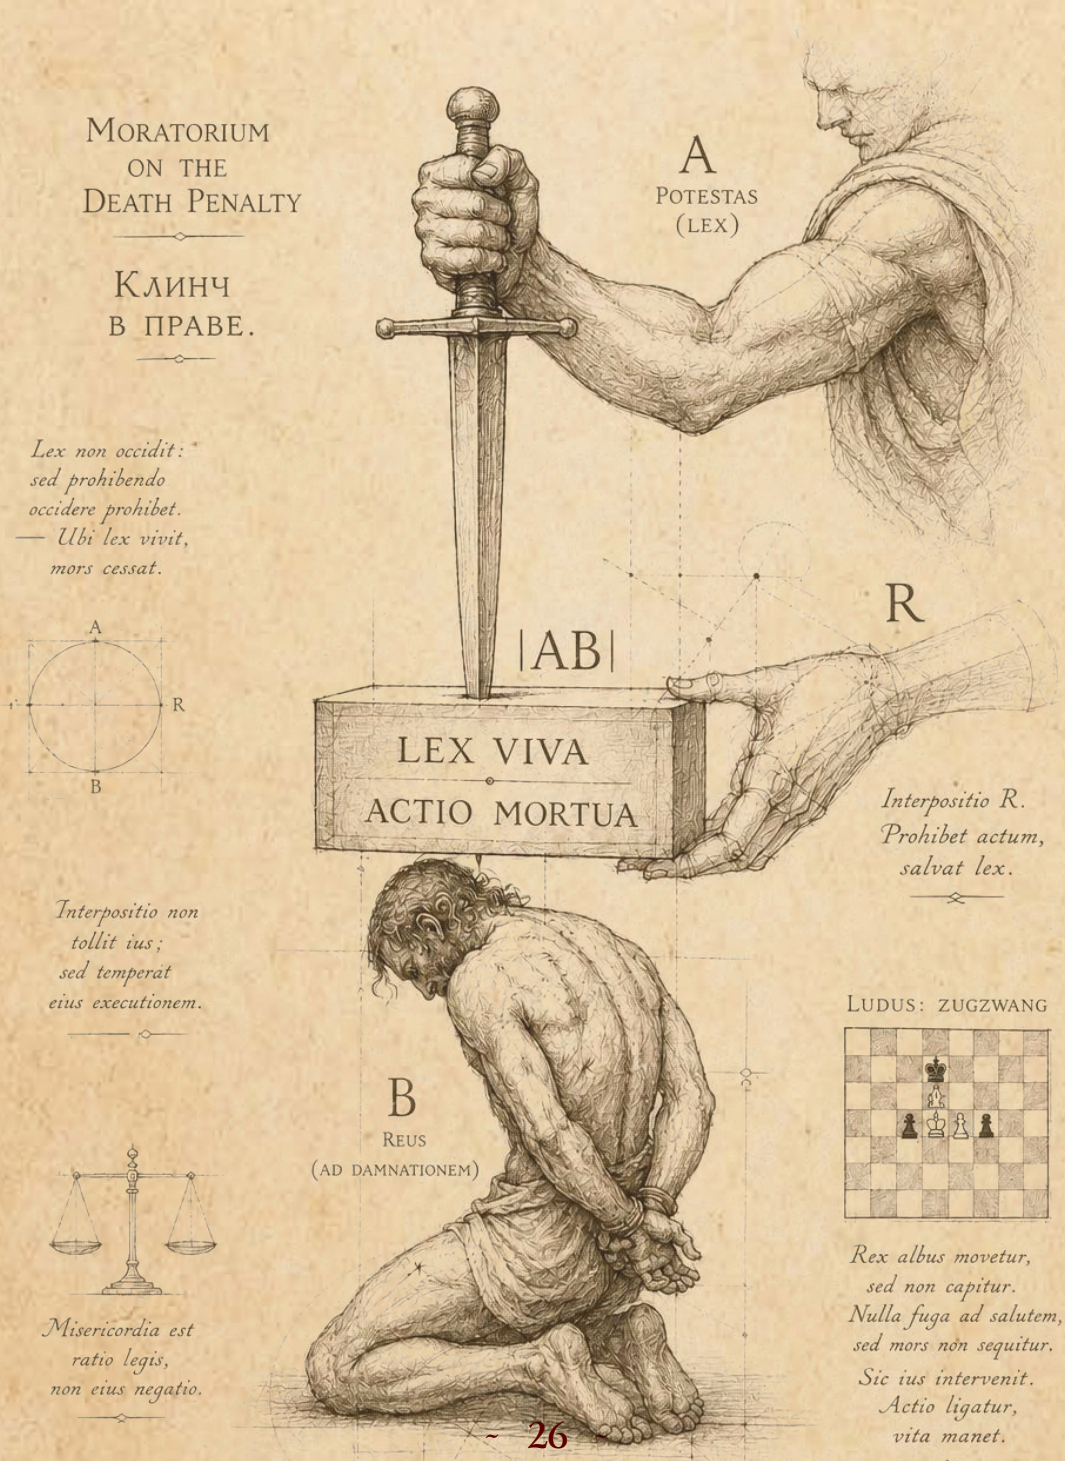 MORATORIUM
ON THE
DEATH PENALTY
КЛИНЧ
В ПРАВЕ.
A
POTESTAS
(LEX)
Lex non occidit:
sed prohibendo
occidere prohibet.
— Ubi lex vivit,
mors cessat.
A
R
B
|AB|
R
LEX VIVA
ACTIO MORTUA
Interpositio R.
Prohibet actum,
salvat lex.
Interpositio non
tollit ius;
sed temperat
eius executionem.
B
REUS
(AD DAMNATIONEM)
LUDUS: ZUGZWANG
Rex albus movetur,
sed non capitur.
Nulla fuga ad salutem,
sed mors non sequitur.
Sic ius intervenit.
Actio ligatur,
vita manet.
Misericordia est
ratio legis,
non eius negatio.
~ 26 ~